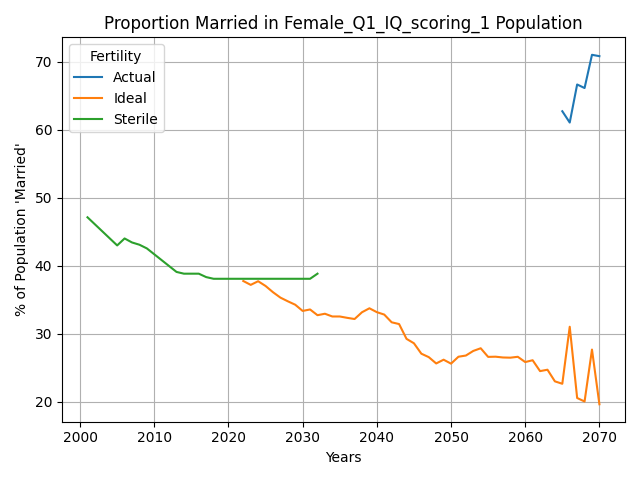 Proportion Married in Female_Q1_IQ_scoring_1 Population
% of Population 'Married'
70
60
50
40
30
20
Fertility
Actual
Ideal
Sterile
2000 2010 2020 2030 2040 2050 2060 2070
Years